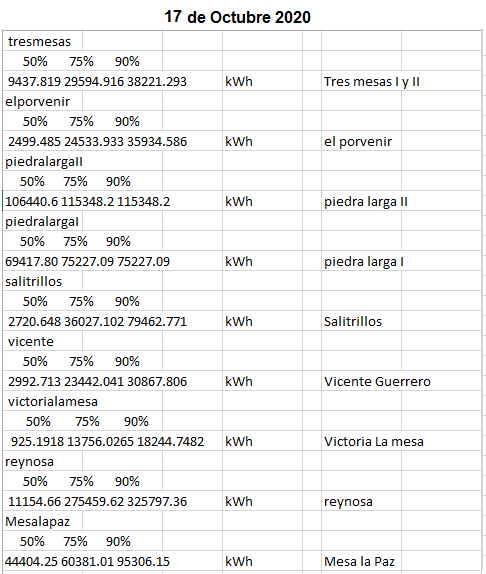 17 de Octubre 2020
tresmesas
50% 75% 90%
9437.819 29594.916 38221.293 kWh Tres mesas I y II
elporvenir
50% 75% 90%
2499.485 24533.933 35934.586 kWh el porvenir
piedralargaII
50% 75% 90%
106440.6 115348.2 115348.2 kWh piedra larga II
piedralargaI
50% 75% 90%
69417.80 75227.09 75227.09 kWh piedra larga I
salitrillos
50% 75% 90%
2720.648 36027.102 79462.771 kWh Salitrillos
vicente
50% 75% 90%
2992.713 23442.041 30867.806 kWh Vicente Guerrero
victorialamesa
50% 75% 90%
925.1918 13756.0265 18244.7482 kWh Victoria La mesa
reynosa
50% 75% 90%
11154.66 275459.62 325797.36 kWh reynosa
Mesalapaz
50% 75% 90%
44404.25 60381.01 95306.15 kWh Mesa la Paz